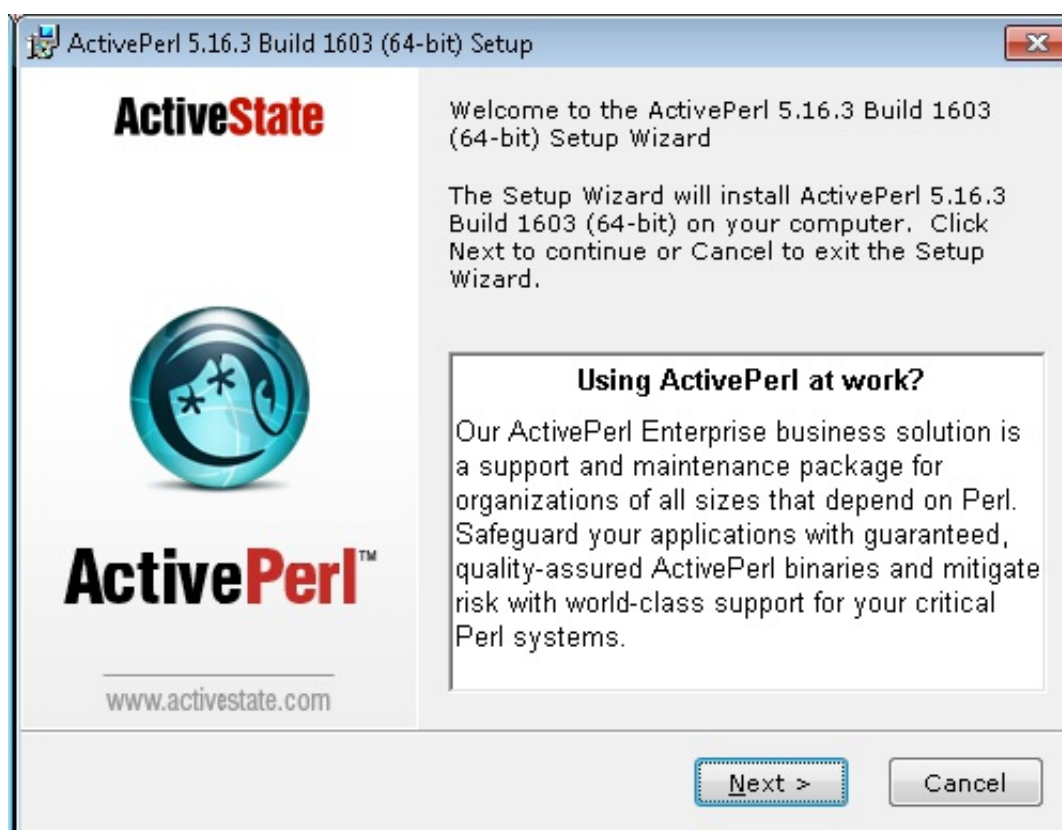 ActivePerl 5.16.3 Build 1603 (64-bit) Setup
ActiveState
Welcome to the ActivePerl 5.16.3 Build 1603
(64-bit) Setup Wizard
The Setup Wizard will install ActivePerl 5.16.3
Build 1603 (64-bit) on your computer.  Click
Next to continue or Cancel to exit the Setup
Wizard.
Using ActivePerl at work?
Our ActivePerl Enterprise business solution is
a support and maintenance package for
organizations of all sizes that depend on Perl.
Safeguard your applications with guaranteed,
quality-assured ActivePerl binaries and mitigate
risk with world-class support for your critical
Perl systems.
ActivePerl™
www.activestate.com
Next >
Cancel